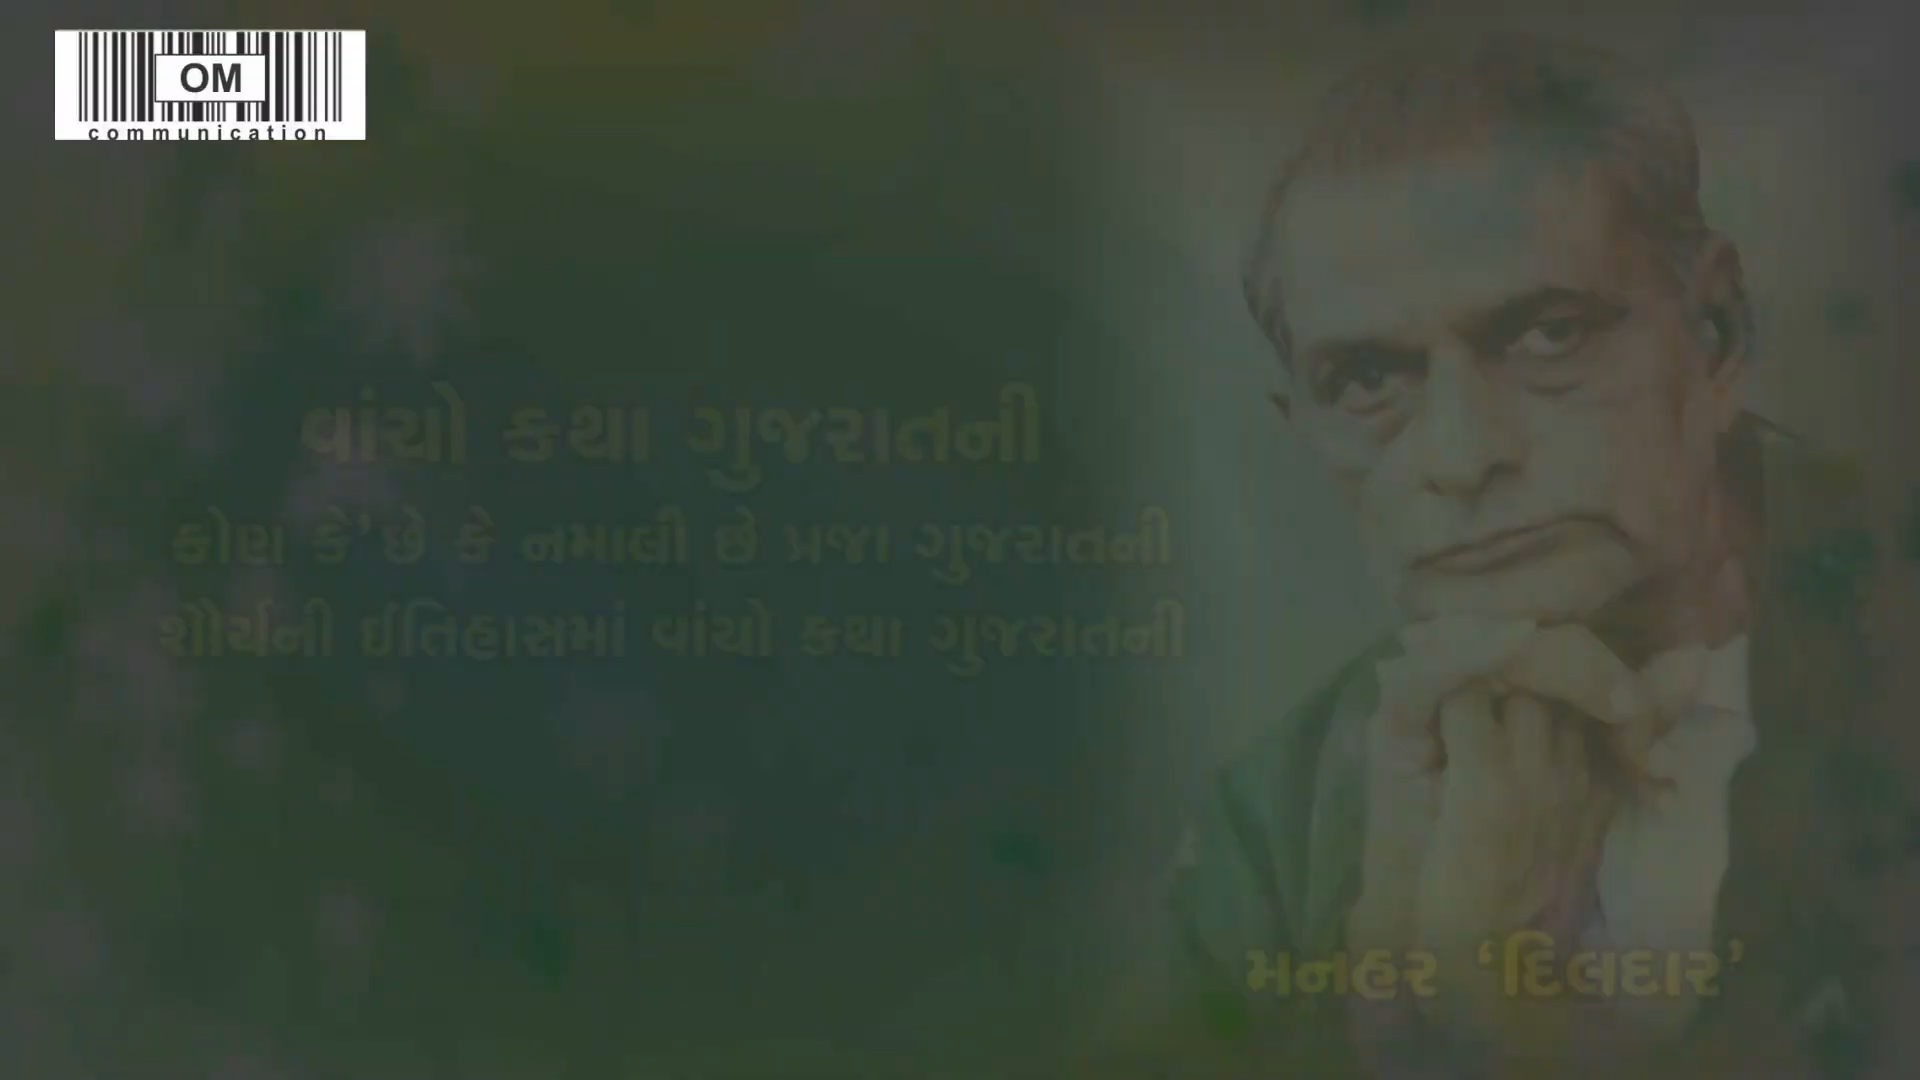 OM
communication
વાંચો કથા ગુજરાતની
કોણ કે'છે કે નમાલી છે પ્રજા ગુજરાતની
શૌર્યની ઈતિહાસમાં વાંચો કથા ગુજરાતની
મનહર ‘દિલદાર’